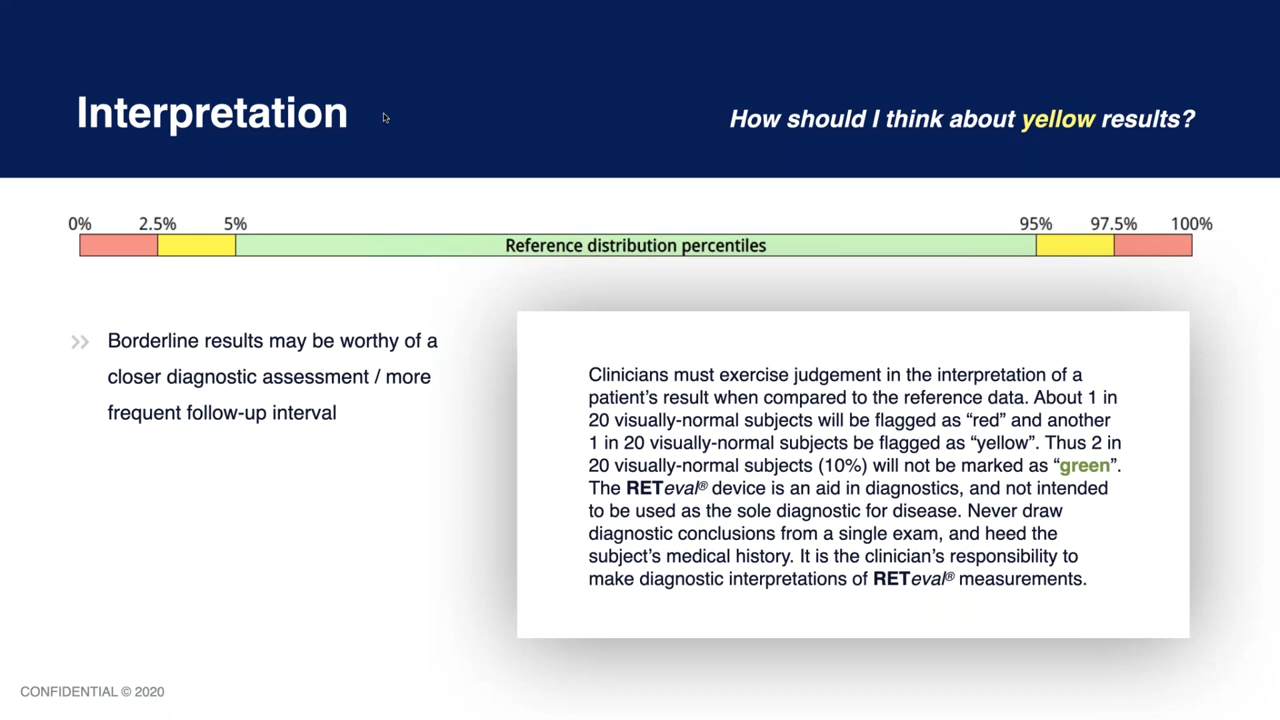 Interpretation
How should I think about yellow results?
0% 2.5% 5% 95% 97.5% 100%
Reference distribution percentiles
Borderline results may be worthy of a
closer diagnostic assessment / more
frequent follow-up interval
Clinicians must exercise judgement in the interpretation of a
patient’s result when compared to the reference data. About 1 in
20 visually-normal subjects will be flagged as “red” and another
1 in 20 visually-normal subjects be flagged as “yellow”. Thus 2 in
20 visually-normal subjects (10%) will not be marked as “green”.
The RETeval® device is an aid in diagnostics, and not intended
to be used as the sole diagnostic for disease. Never draw
diagnostic conclusions from a single exam, and heed the
subject’s medical history. It is the clinician’s responsibility to
make diagnostic interpretations of RETeval® measurements.
CONFIDENTIAL © 2020